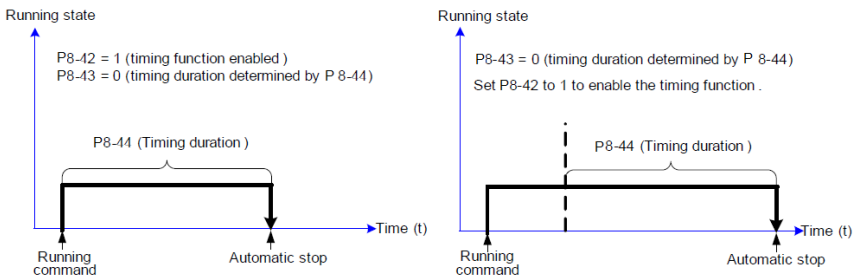 Running state
P8-42 = 1 (timing function enabled )
P8-43 = 0 (timing duration determined by P 8-44)
P8-44 (Timing duration )
Time (t)
Running
command
Automatic stop
Running state
P8-43 = 0 (timing duration determined by P 8-44)
Set P8-42 to 1 to enable the timing function .
P8-44 (Timing duration)
Time (t)
Running
command
Automatic stop